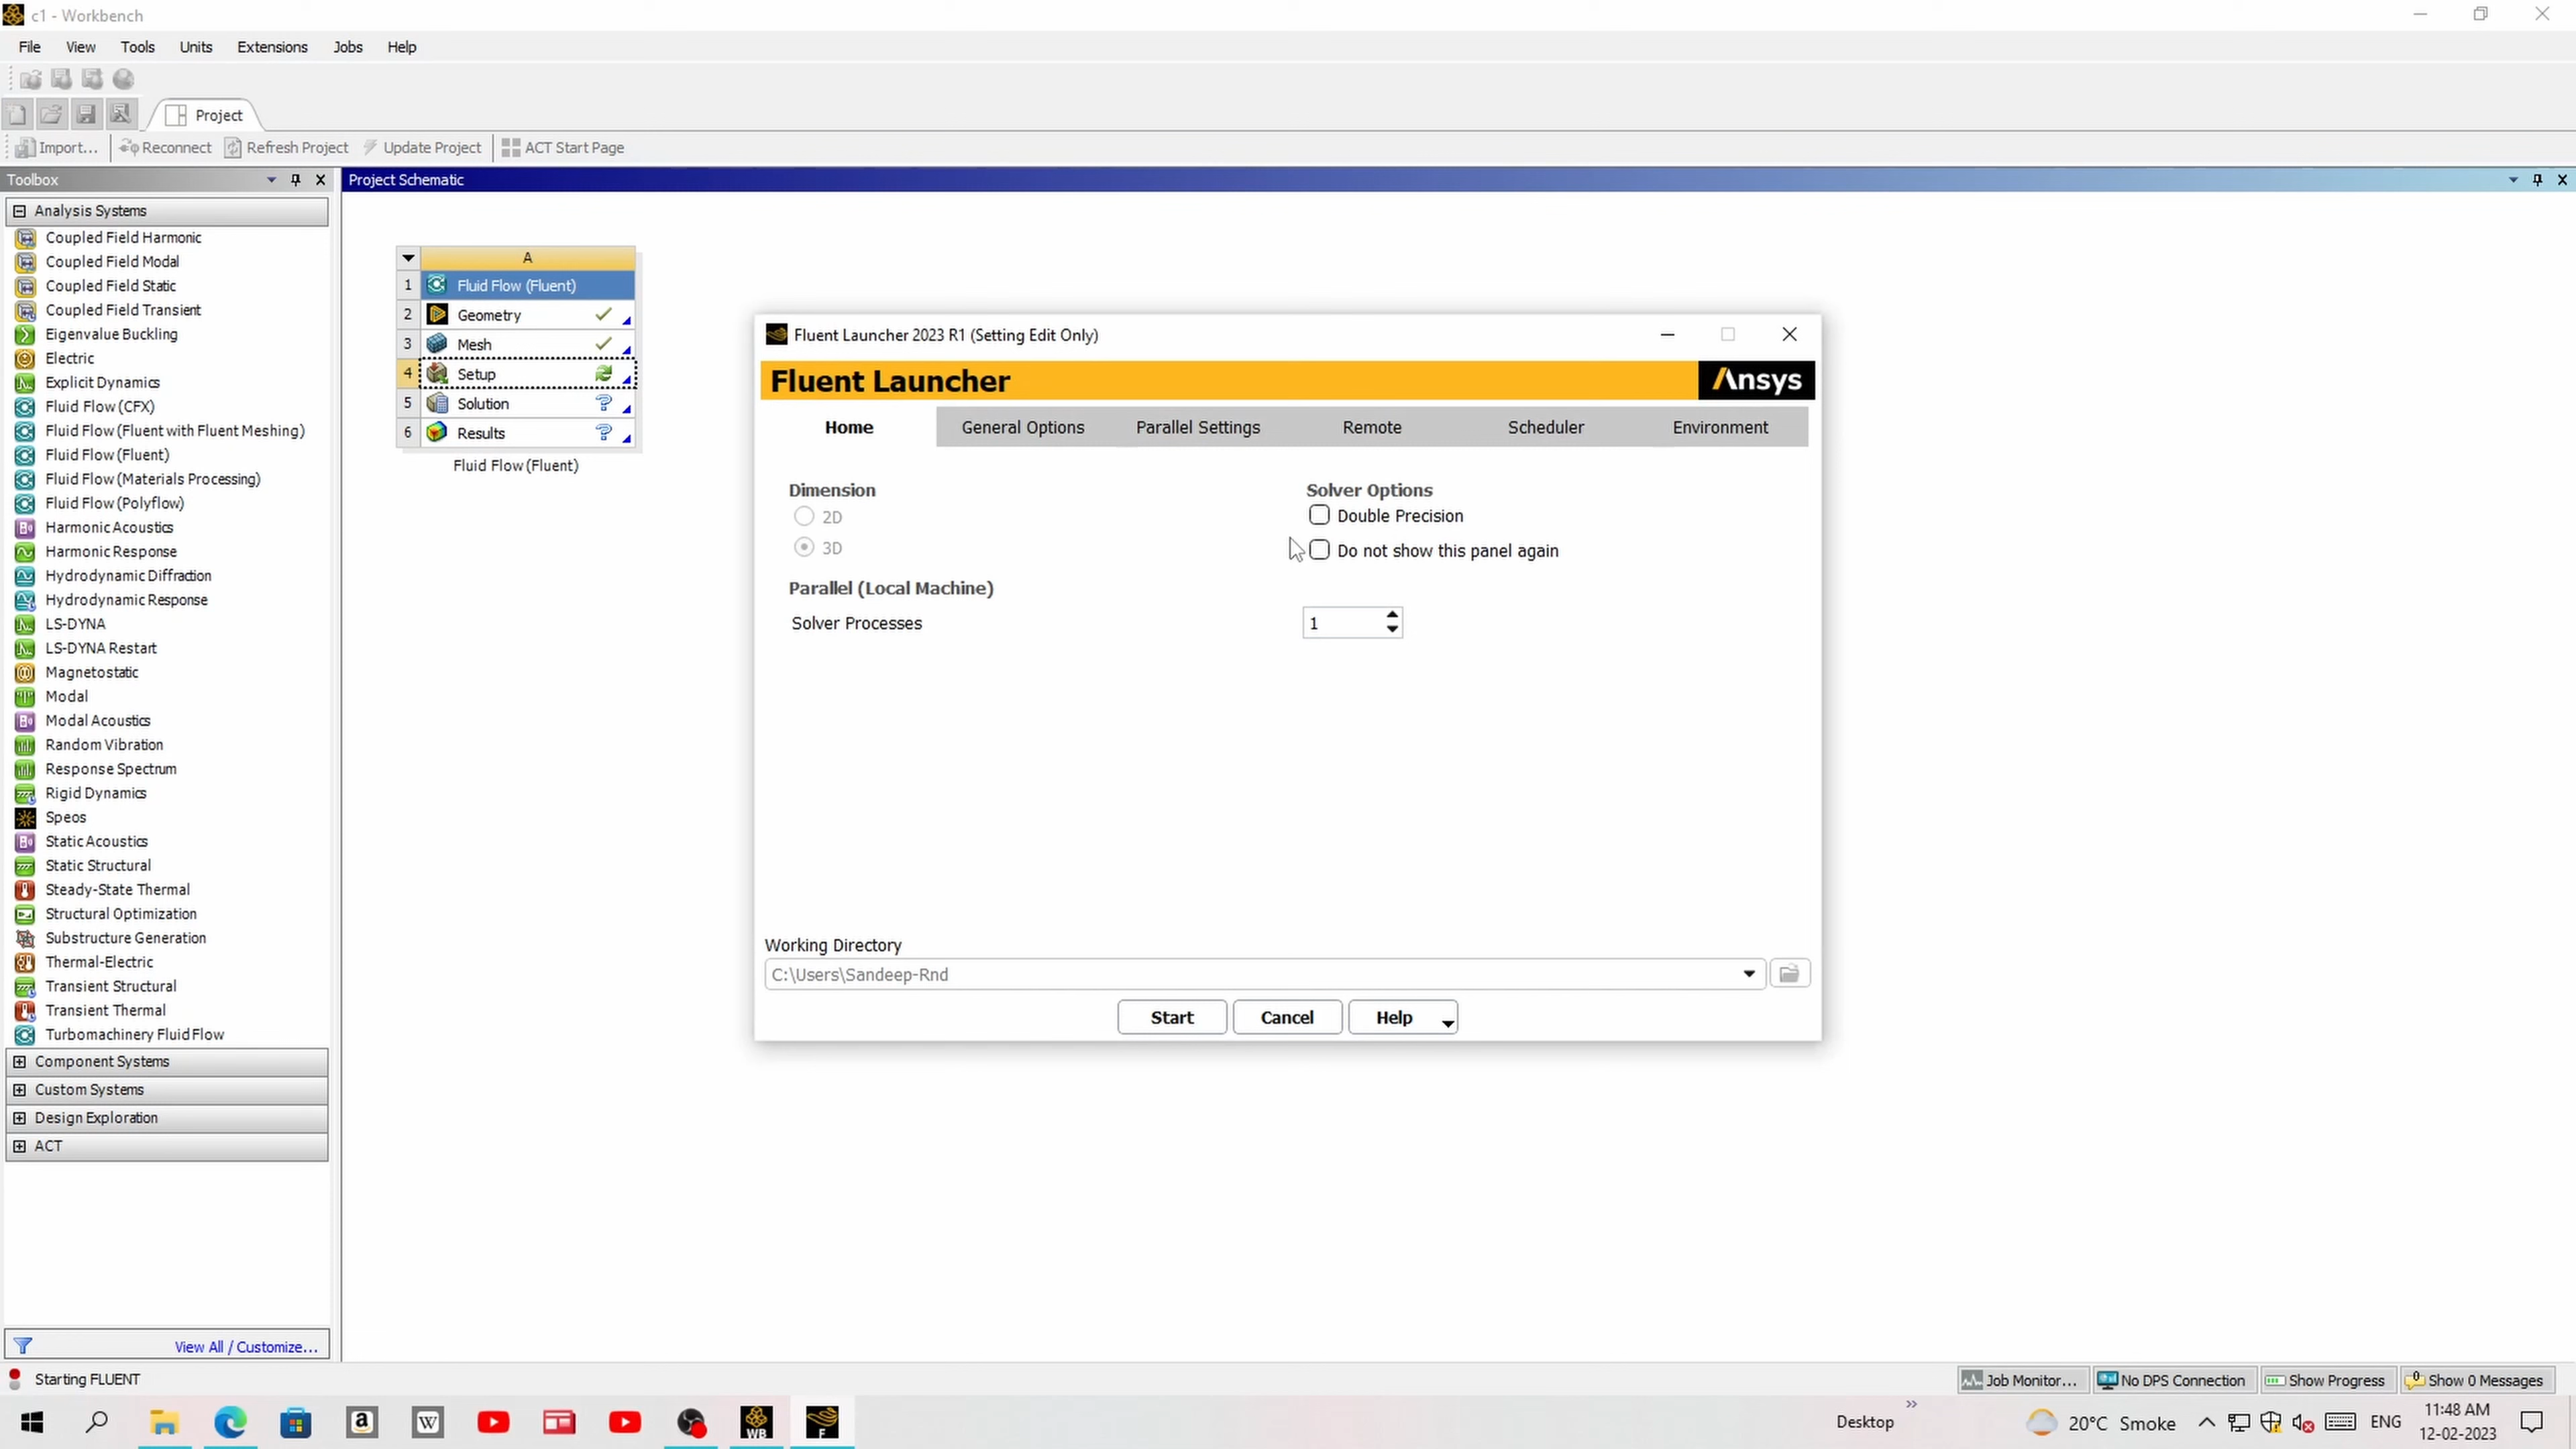 c1 - Workbench
File View Tools Units Extensions Jobs Help
Project
Import... Reconnect Refresh Project Update Project ACT Start Page
Toolbox
Project Schematic
Analysis Systems
Coupled Field Harmonic
Coupled Field Modal
Coupled Field Static
Coupled Field Transient
Eigenvalue Buckling
Electric
Explicit Dynamics
Fluid Flow (CFX)
Fluid Flow (Fluent with Fluent Meshing)
Fluid Flow (Fluent)
Fluid Flow (Materials Processing)
Fluid Flow (Polyflow)
Harmonic Acoustics
Harmonic Response
Hydrodynamic Diffraction
Hydrodynamic Response
LS-DYNA
LS-DYNA Restart
Magnetostatic
Modal
Modal Acoustics
Random Vibration
Response Spectrum
Rigid Dynamics
Speos
Static Acoustics
Static Structural
Steady-State Thermal
Structural Optimization
Substructure Generation
Thermal-Electric
Transient Structural
Transient Thermal
Turbomachinery Fluid Flow
Component Systems
Custom Systems
Design Exploration
ACT
View All / Customize...
A
1 Fluid Flow (Fluent)
2 Geometry
3 Mesh
4 Setup
5 Solution ?
6 Results ?
Fluid Flow (Fluent)
Fluent Launcher 2023 R1 (Setting Edit Only)
Fluent Launcher Ansys
Home General Options Parallel Settings Remote Scheduler Environment
Dimension
2D
3D
Solver Options
Double Precision
Do not show this panel again
Parallel (Local Machine)
Solver Processes 1
Working Directory
C:\Users\Sandeep-Rnd
Start Cancel Help
Starting FLUENT
Job Monitor... No DPS Connection Show Progress Show 0 Messages
a W WB F
Desktop » 20°C Smoke ENG
11:48 AM
12-02-2023